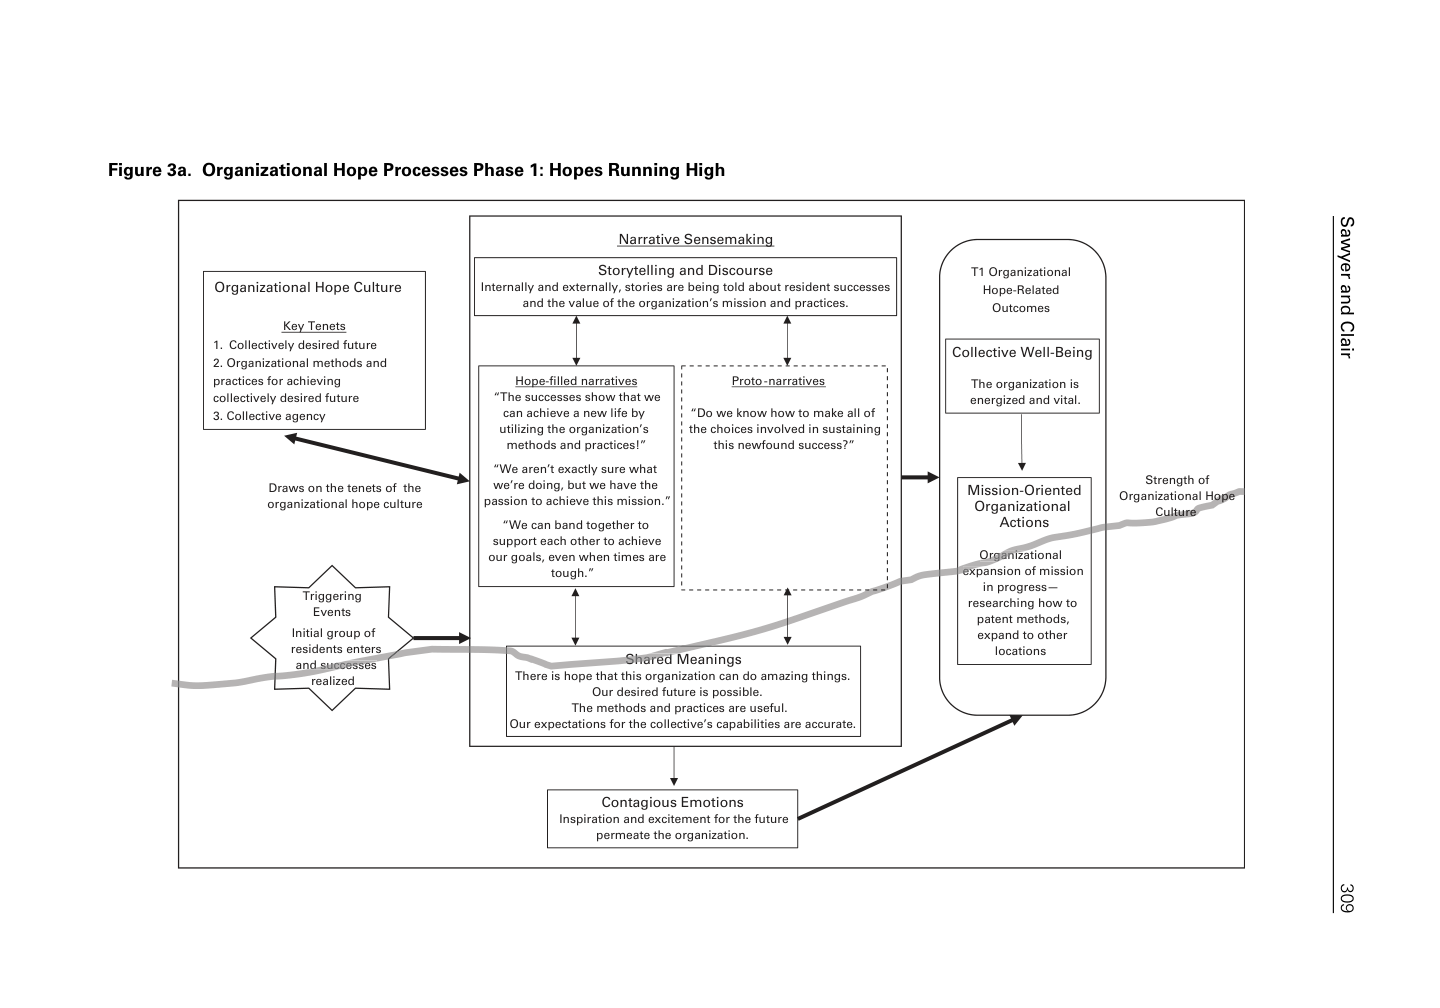 Figure 3a. Organizational Hope Processes Phase 1: Hopes Running High
Organizational Hope Culture
Key Tenets
1. Collectively desired future
2. Organizational methods and
practices for achieving
collectively desired future
3. Collective agency
Draws on the tenets of the
organizational hope culture
Triggering
Events
Initial group of
residents enters
and successes
realized
Narrative Sensemaking
Storytelling and Discourse
Internally and externally, stories are being told about resident successes
and the value of the organization’s mission and practices.
Hope-filled narratives
“The successes show that we
can achieve a new life by
utilizing the organization’s
methods and practices!”
“We aren’t exactly sure what
we’re doing, but we have the
passion to achieve this mission.”
“We can band together to
support each other to achieve
our goals, even when times are
tough.”
Proto-narratives
“Do we know how to make all of
the choices involved in sustaining
this newfound success?”
Shared Meanings
There is hope that this organization can do amazing things.
Our desired future is possible.
The methods and practices are useful.
Our expectations for the collective’s capabilities are accurate.
Contagious Emotions
Inspiration and excitement for the future
permeate the organization.
T1 Organizational
Hope-Related
Outcomes
Collective Well-Being
The organization is
energized and vital.
Mission-Oriented
Organizational
Actions
Organizational
expansion of mission
in progress—
researching how to
patent methods,
expand to other
locations
Strength of
Organizational Hope
Culture
Sawyer and Clair
309